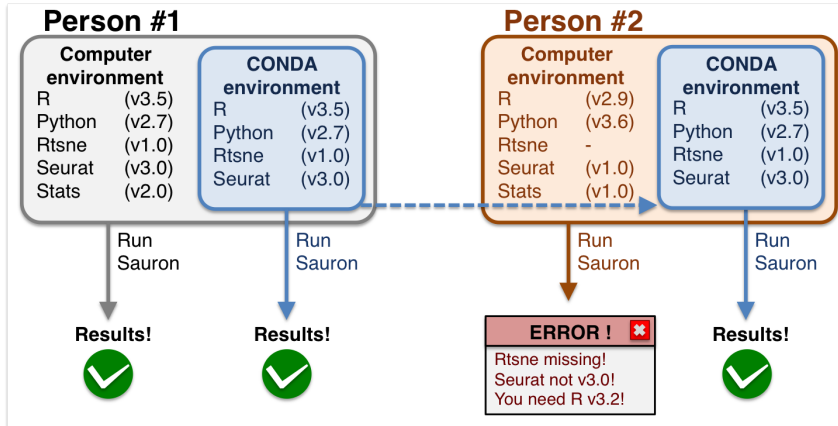 Person #1
Computer environment
R (v3.5)
Python (v2.7)
Rtsne (v1.0)
Seurat (v3.0)
Stats (v2.0)
CONDA environment
R (v3.5)
Python (v2.7)
Rtsne (v1.0)
Seurat (v3.0)
Run
Sauron
Results!
Run
Sauron
Results!
Person #2
Computer environment
R (v2.9)
Python (v3.6)
Rtsne -
Seurat (v1.0)
Stats (v1.0)
CONDA environment
R (v3.5)
Python (v2.7)
Rtsne (v1.0)
Seurat (v3.0)
Run
Sauron
ERROR !
Rtsne missing!
Seurat not v3.0!
You need R v3.2!
Run
Sauron
Results!